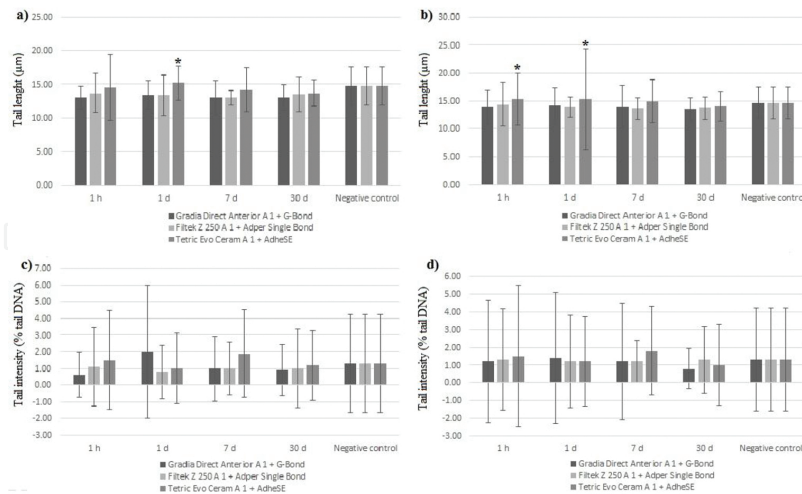 a)
25.00
20.00
15.00
10.00
5.00
0.00
Tail lenght (µm)
*
1 h
1 d
7 d
30 d
Negative control
Gradia Direct Anterior A 1 + G-Bond
Filtek Z 250 A 1 + Adper Single Bond
Tetric Evo Ceram A 1 + AdheSE
b)
30.00
25.00
20.00
15.00
10.00
5.00
0.00
Tail lenght (µm)
*
*
1 h
1 d
7 d
30 d
Negative control
Gradia Direct Anterior A 1 + G-Bond
Filtek Z 250 A 1 + Adper Single Bond
Tetric Evo Ceram A 1 + AdheSE
c)
7.00
6.00
5.00
4.00
3.00
2.00
1.00
0.00
-1.00
-2.00
-3.00
Tail intensity (% tail DNA)
1 h
1 d
7 d
30 d
Negative control
Gradia Direct Anterior A 1 + G-Bond
Filtek Z 250 A 1 + Adper Single Bond
Tetric Evo Ceram A 1 + AdheSE
d)
6.00
5.00
4.00
3.00
2.00
1.00
0.00
-1.00
-2.00
-3.00
Tail intensity (% tail DNA)
1 h
1 d
7 d
30 d
Negative control
Gradia Direct Anterior A 1 + G-Bond
Filtek Z 250 A 1 + Adper Single Bond
Tetric Evo Ceram A 1 + AdheSE